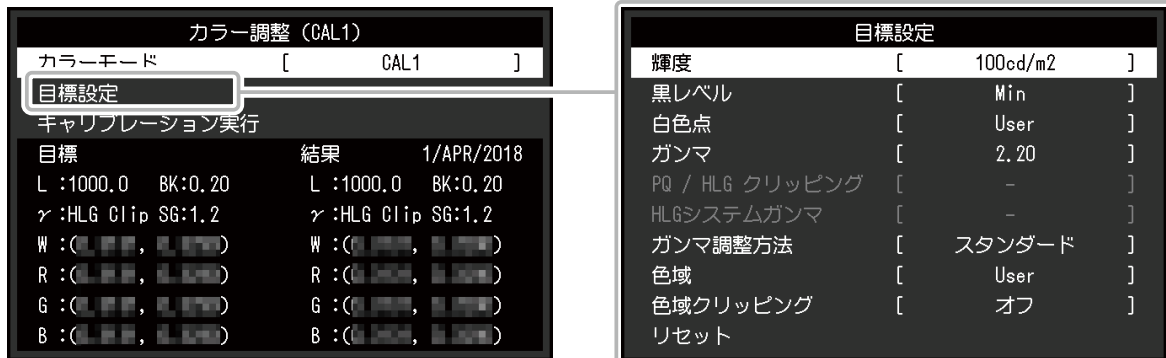 カラー調整 (CAL1)
カラーモード [ CAL1 ]
目標設定
キャリブレーション実行
目標 結果 1/APR/2018
L :1000.0 BK:0.20 L :1000.0 BK:0.20
γ:HLG Clip SG:1.2 γ:HLG Clip SG:1.2
W :( , ) W :( , )
R :( , ) R :( , )
G :( , ) G :( , )
B :( , ) B :( , )
目標設定
輝度 [ 100cd/m2 ]
黒レベル [ Min ]
白色点 [ User ]
ガンマ [ 2.20 ]
PQ / HLG クリッピング [ - ]
HLGシステムガンマ [ - ]
ガンマ調整方法 [ スタンダード ]
色域 [ User ]
色域クリッピング [ オフ ]
リセット